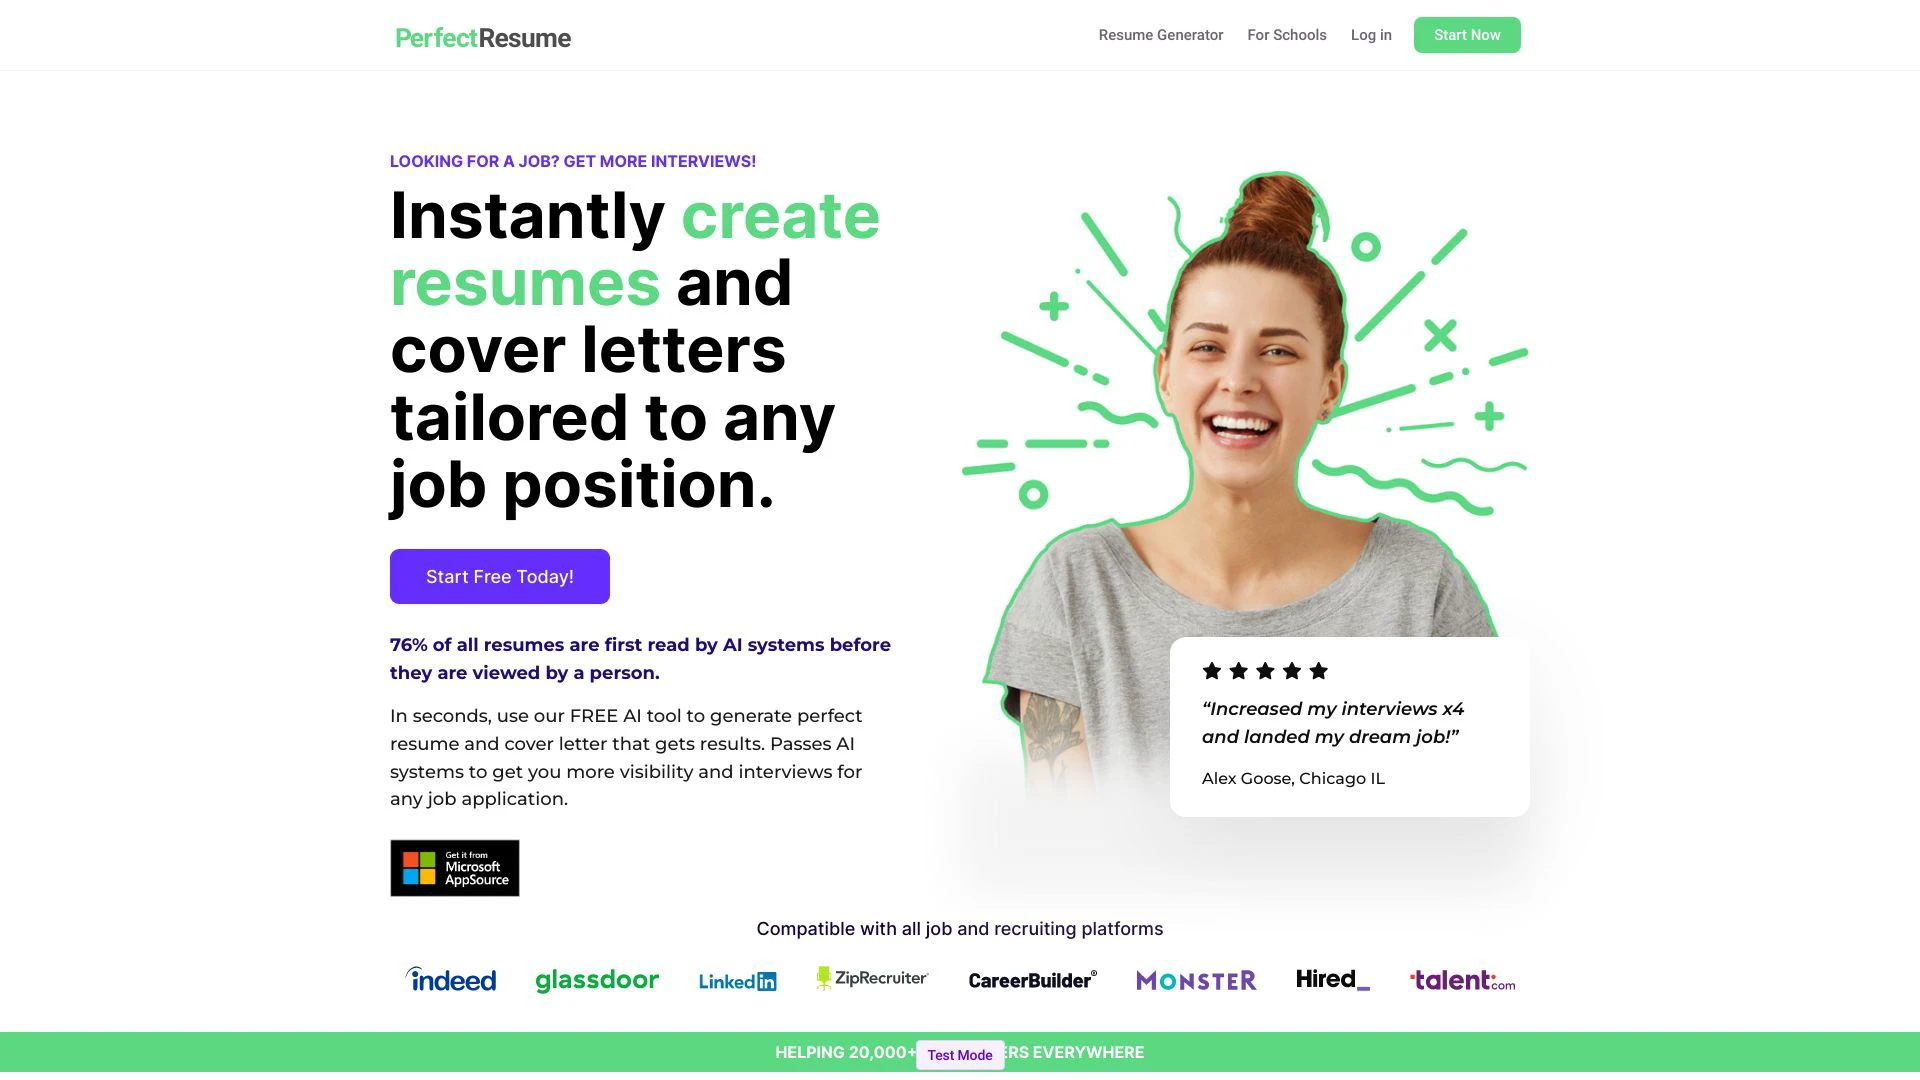 PerfectResume
Resume Generator
For Schools
Log in
Start Now
LOOKING FOR A JOB? GET MORE INTERVIEWS!
Instantly create
resumes and
cover letters
tailored to any
job position.
Start Free Today!
76% of all resumes are first read by AI systems before
they are viewed by a person.
In seconds, use our FREE AI tool to generate perfect
resume and cover letter that gets results. Passes AI
systems to get you more visibility and interviews for
any job application.
“Increased my interviews x4
and landed my dream job!”
Alex Goose, Chicago IL
Get it from
Microsoft
AppSource
Compatible with all job and recruiting platforms
indeed
glassdoor
Linked in
ZipRecruiter
CareerBuilder®
MONSTER
Hired_
talent.com
HELPING 20,000+
Test Mode
EVERYWHERE